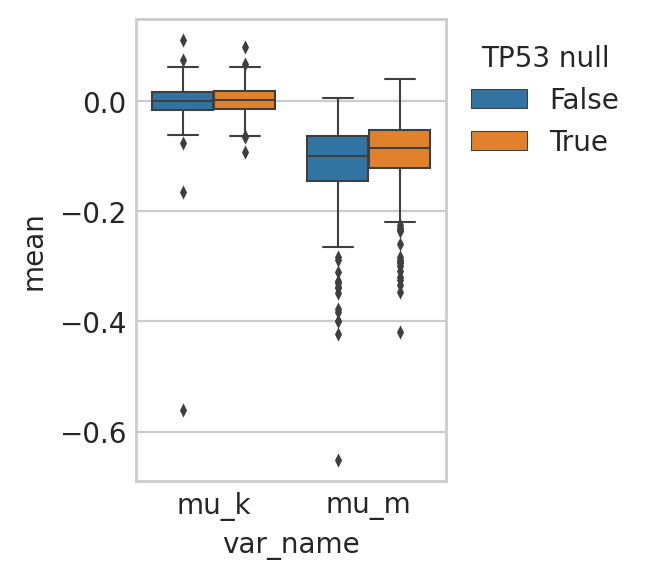 TP53 null
False
True
0.0
−0.2
−0.4
−0.6
mean
mu_k
mu_m
var_name